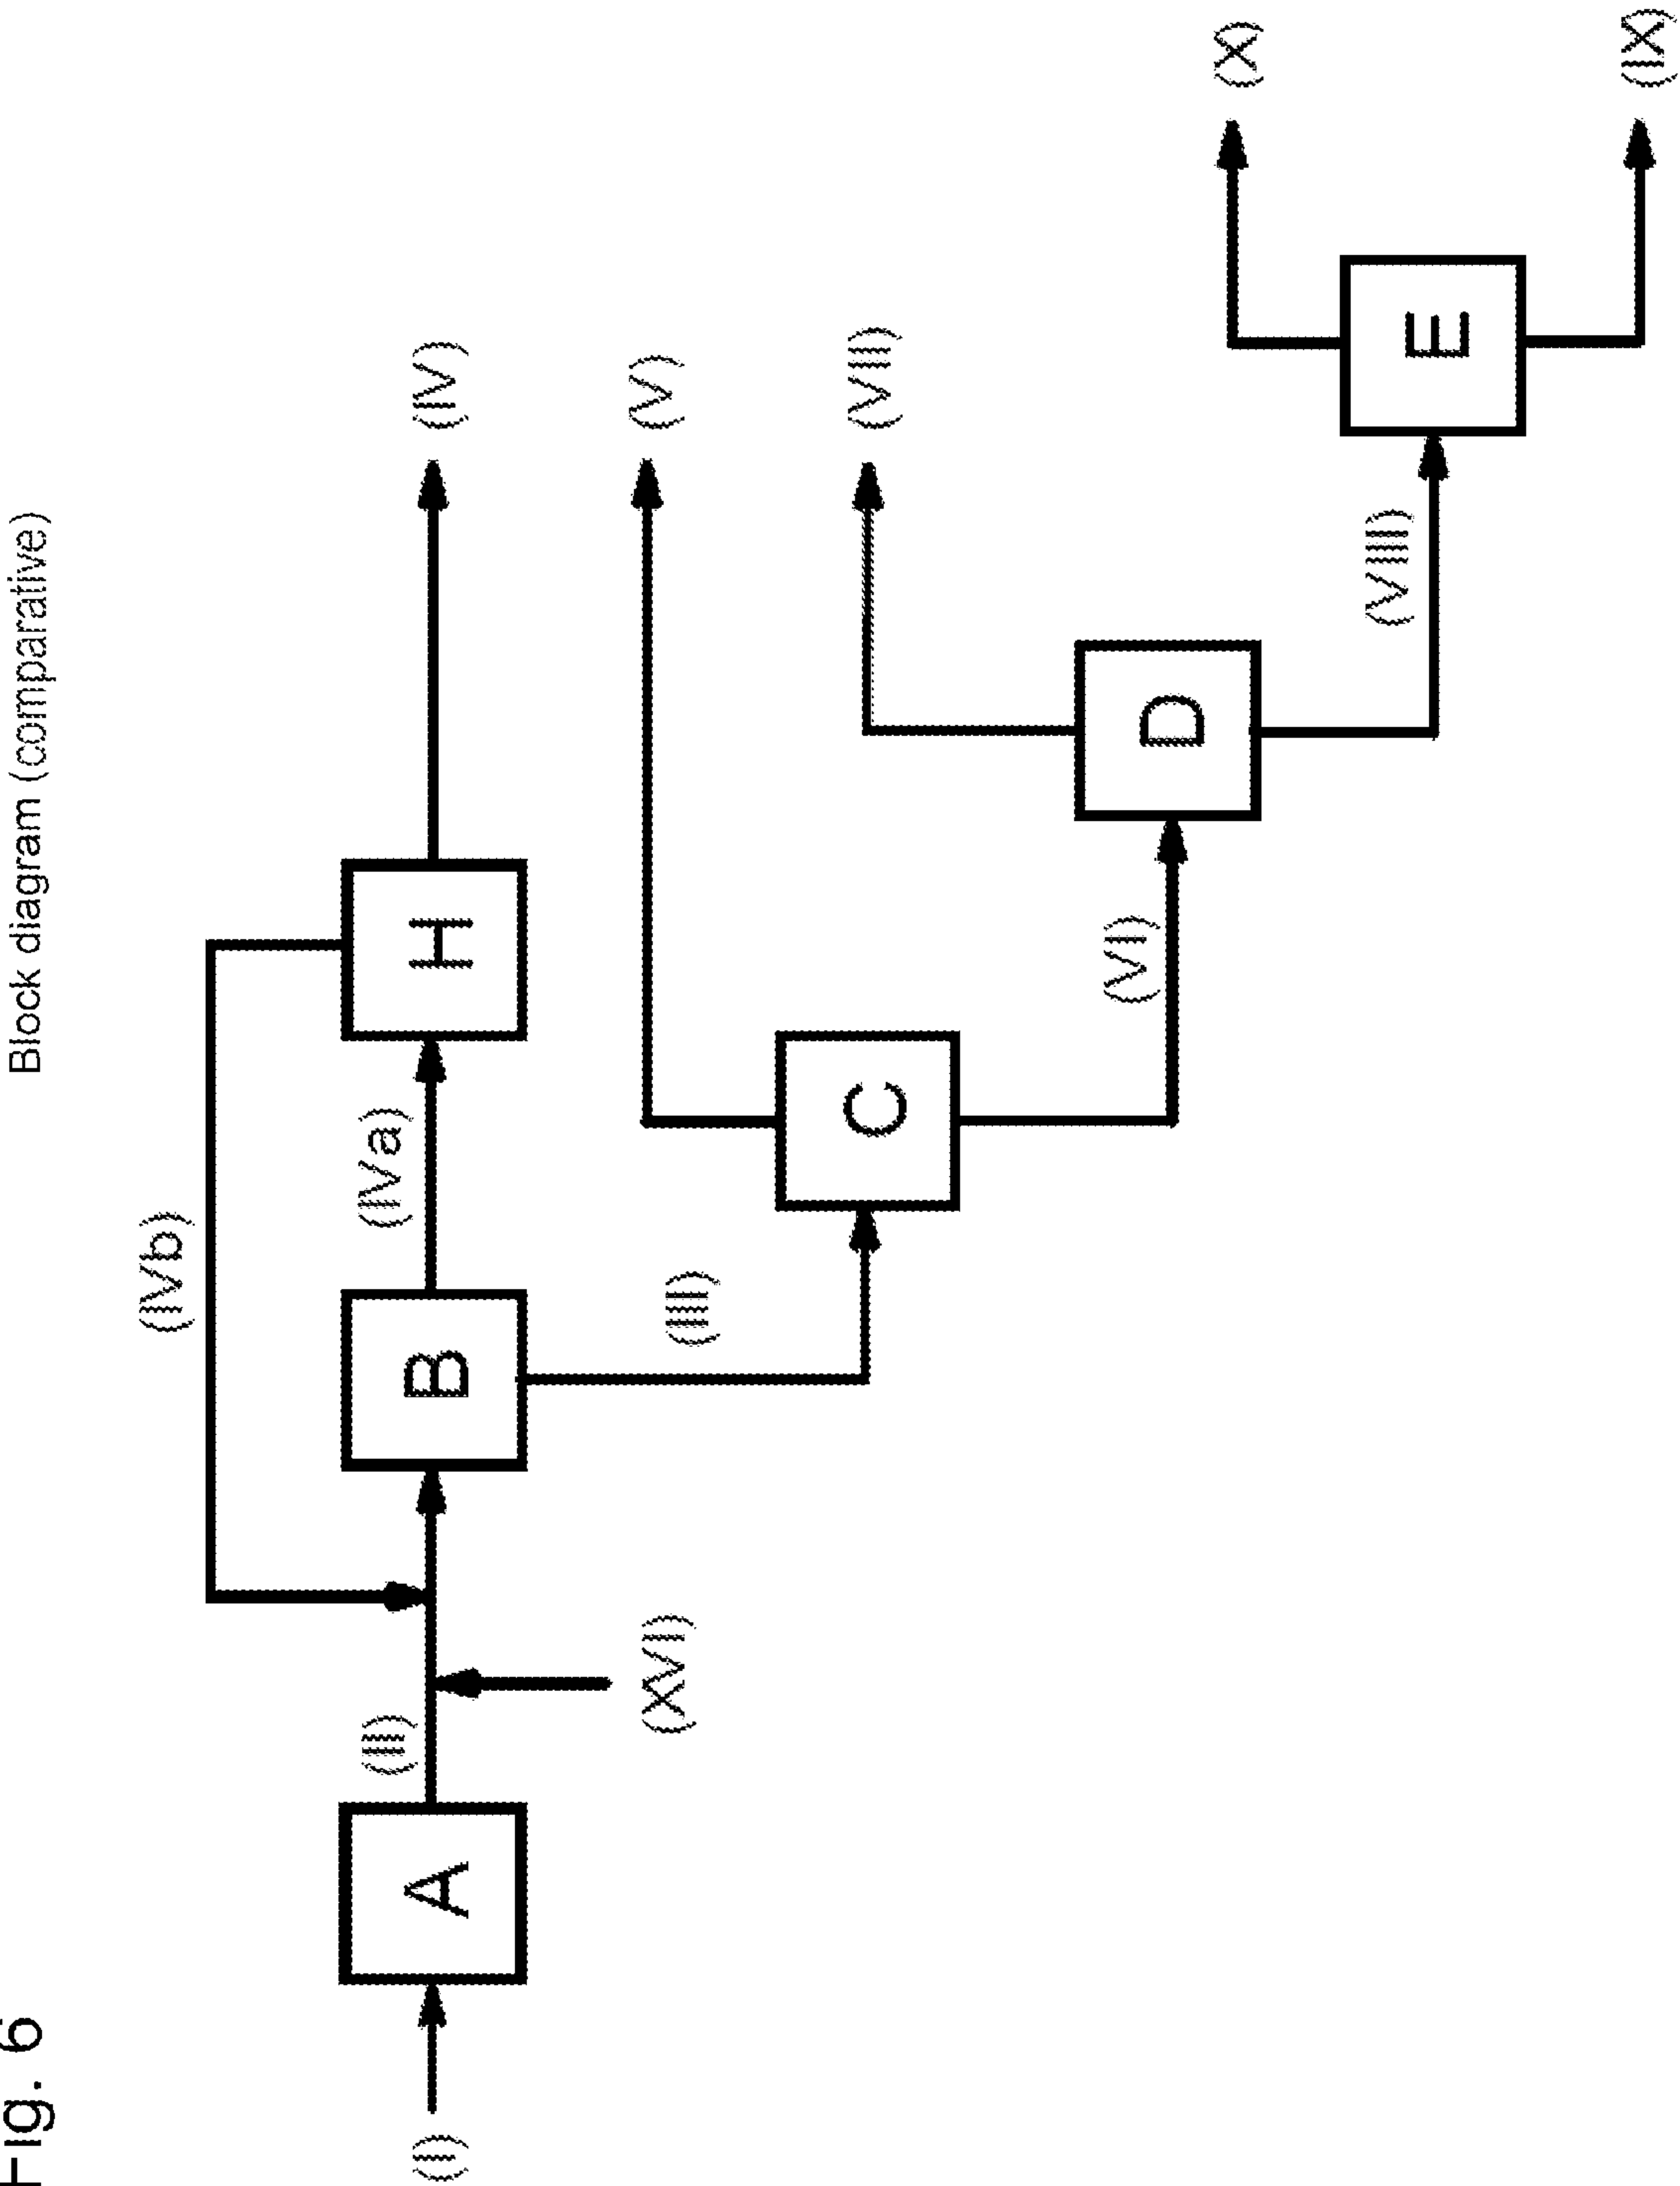 Fig. 6
Block diagram (comparative)
(IVb)
(I)
A
(II)
B
(IVa)
H
(IV)
(XVI)
(III)
(V)
C
(VII)
(VI)
D
(X)
(VIII)
E
(IX)